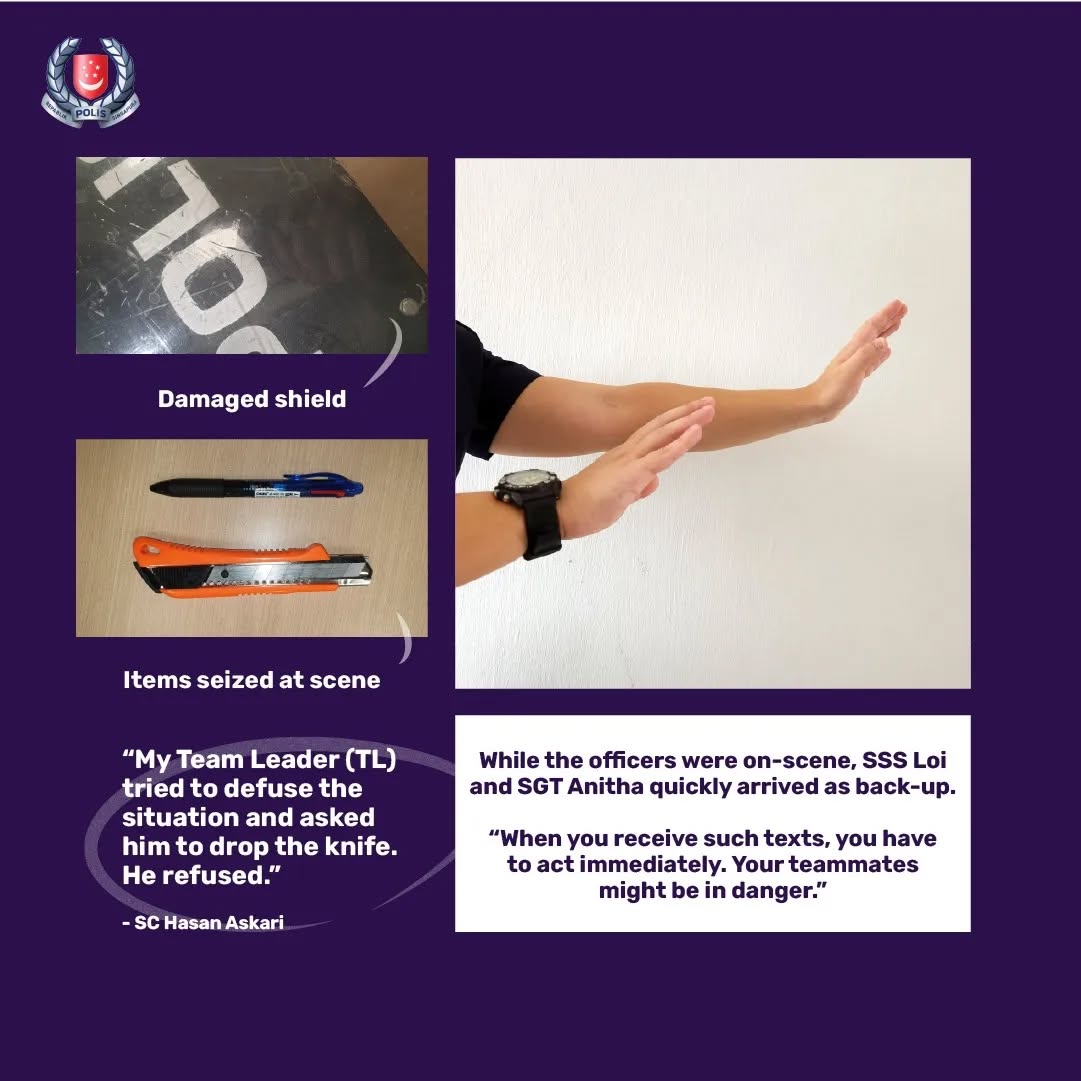 REPUBLIK POLIS SINGAPURA
Damaged shield
Items seized at scene
“My Team Leader (TL)
tried to defuse the
situation and asked
him to drop the knife.
He refused.”
- SC Hasan Askari
While the officers were on-scene, SSS Loi
and SGT Anitha quickly arrived as back-up.
“When you receive such texts, you have
to act immediately. Your teammates
might be in danger.”